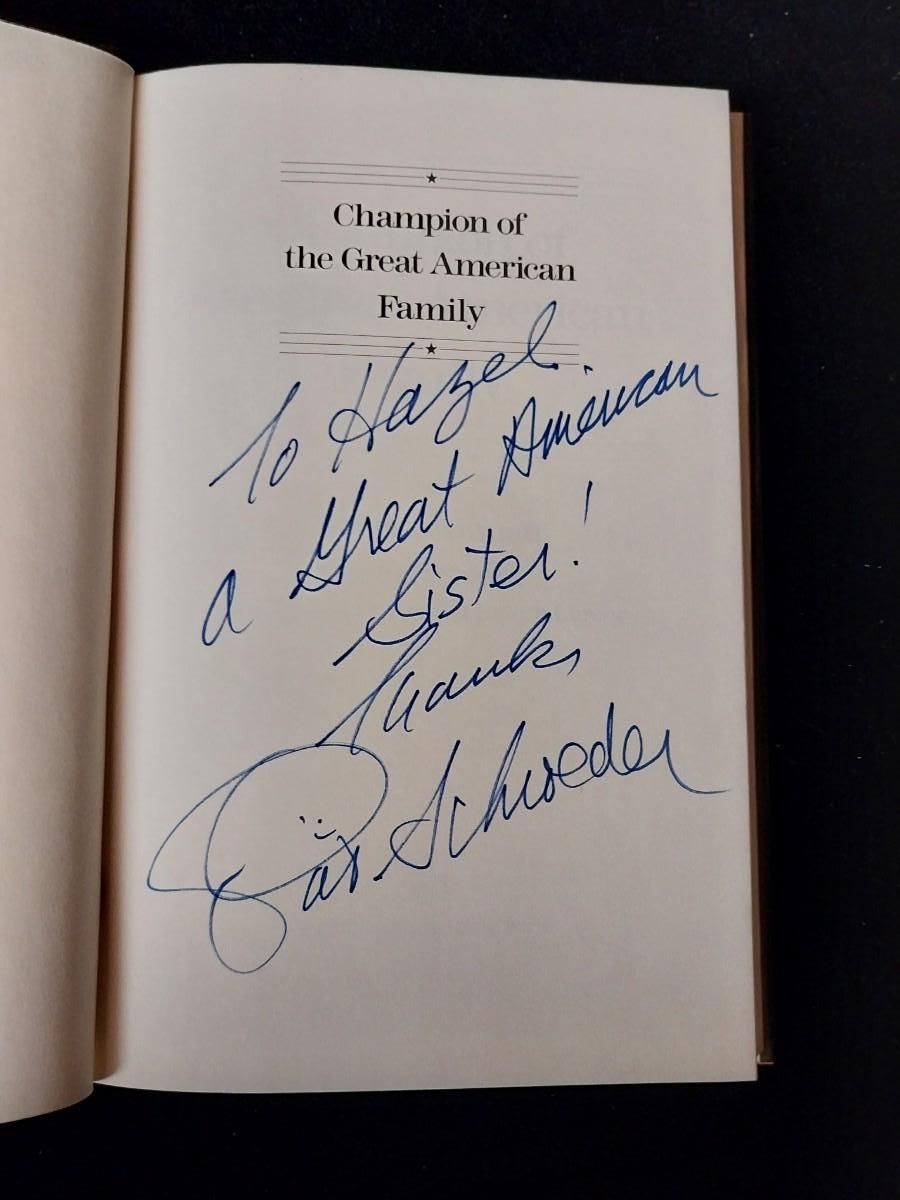 Champion of
the Great American
Family
To Hazel.
a Great American
Sister!
Thanks,
Pat Schroeder